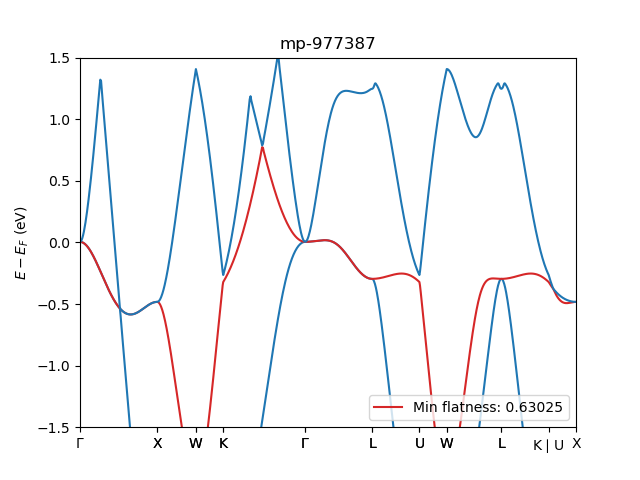 mp-977387
E − E_F (eV)
1.5
1.0
0.5
0.0
−0.5
−1.0
−1.5
Min flatness: 0.63025
Γ X W K Γ L U W L K | U X